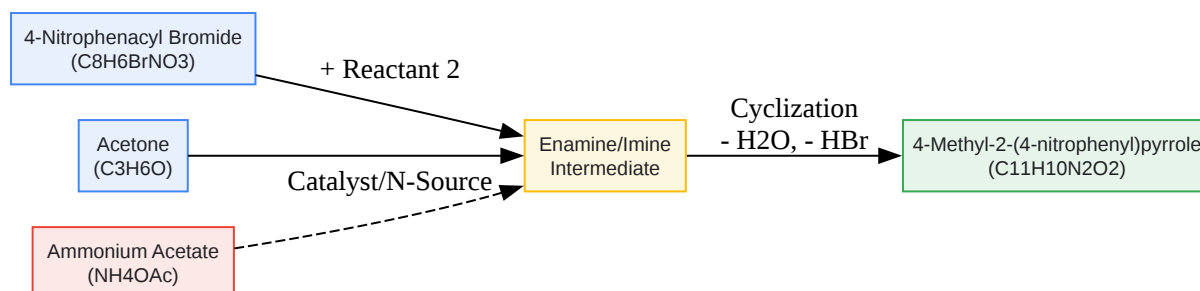 4-Nitrophenacyl Bromide
(C8H6BrNO3)
+ Reactant 2
Acetone
(C3H6O)
Catalyst/N-Source
Ammonium Acetate
(NH4OAc)
Enamine/Imine
Intermediate
Cyclization
- H2O, - HBr
4-Methyl-2-(4-nitrophenyl)pyrrole
(C11H10N2O2)